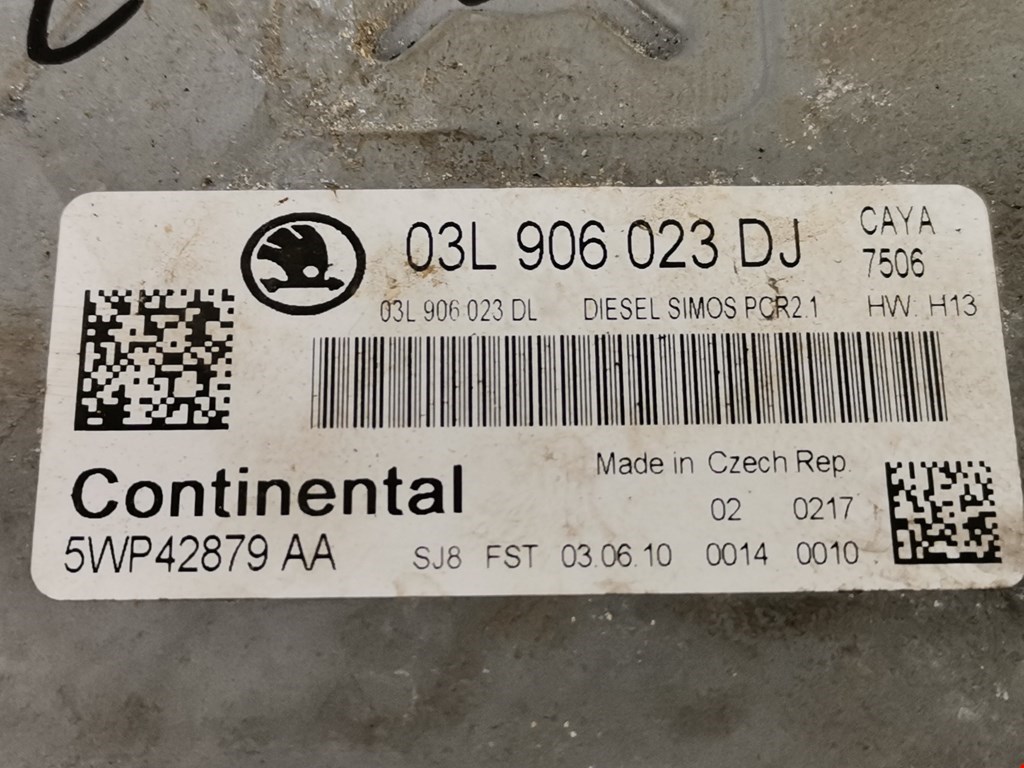 03L 906 023 DJ
CAYA
7506
03L 906 023 DL DIESEL SIMOS PCR2.1 HW: H13
Made in Czech Rep.
Continental
02 0217
5WP42879 AA SJ8 FST 03.06.10 0014 0010